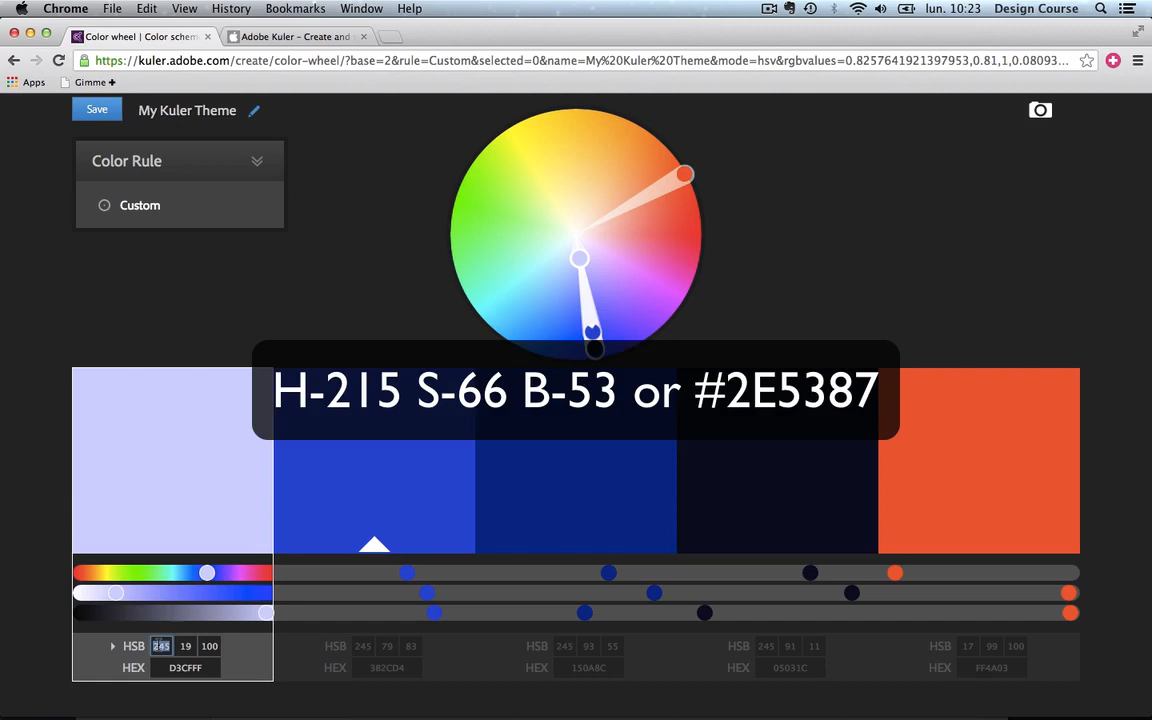 Chrome File Edit View History Bookmarks Window Help lun. 10:23 Design Course
Color wheel | Color schem Adobe Kuler - Create and
https://kuler.adobe.com/create/color-wheel/?base=2&rule=Custom&selected=0&name=My%20Kuler%20Theme&mode=hsv&rgbvalues=0.8257641921397953,0.81,1,0.08093...
Apps Gimme +
Save My Kuler Theme
Color Rule
Custom
H-215 S-66 B-53 or #2E5387
HSB 245 19 100 HSB 245 79 83 HSB 245 93 55 HSB 245 91 11 HSB 17 99 100
HEX D3CFFF HEX 382CD4 HEX 150A8C HEX 05031C HEX FF4A03